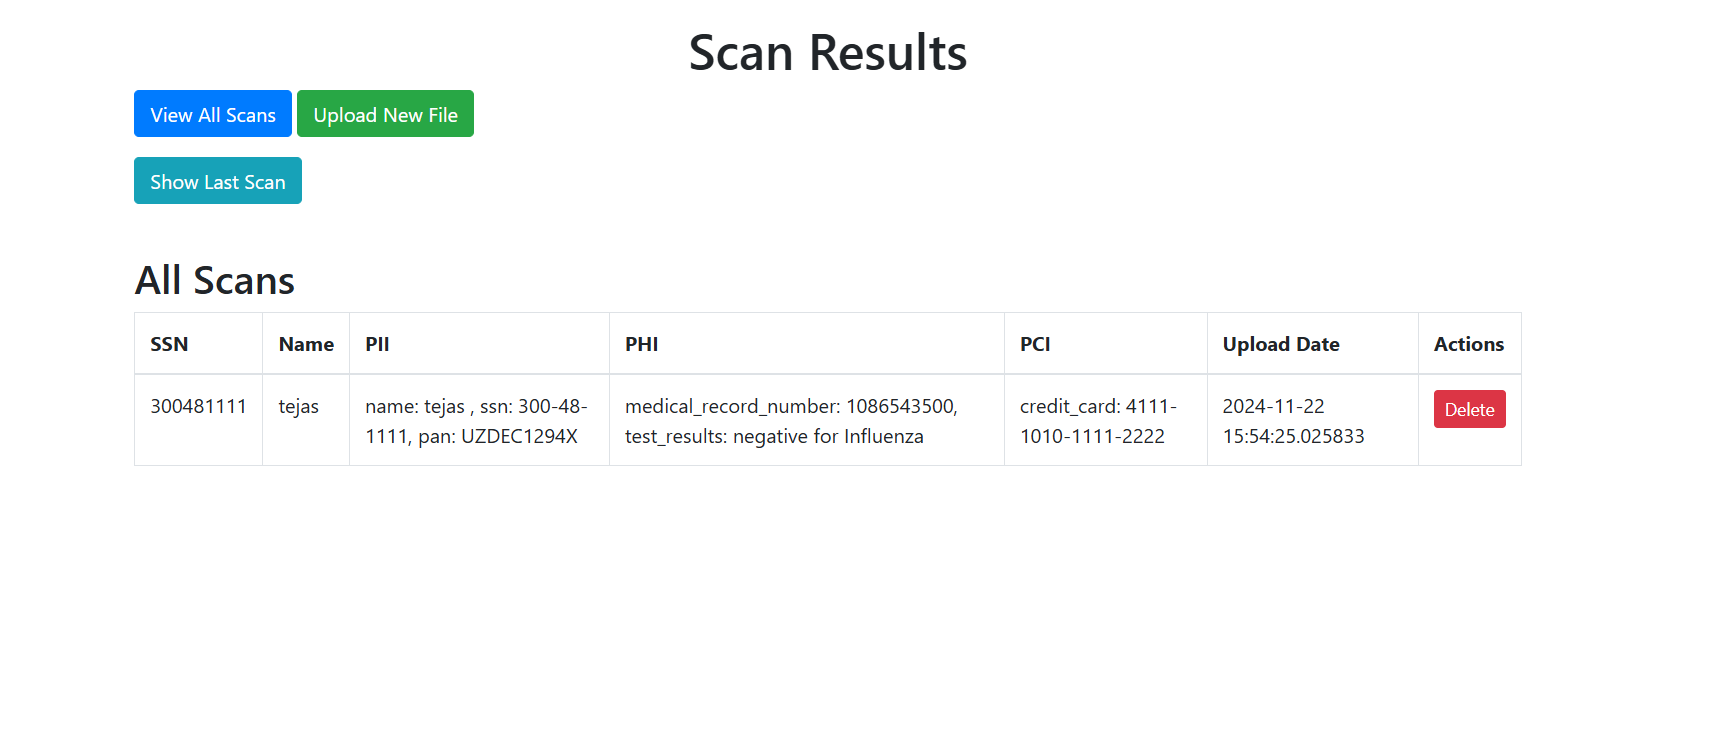 Scan Results
View All Scans Upload New File
Show Last Scan
All Scans
SSN Name PII PHI PCI Upload Date Actions
300481111 tejas name: tejas , ssn: 300-48- medical_record_number: 1086543500, credit_card: 4111- 2024-11-22 Delete
1111, pan: UZDEC1294X test_results: negative for Influenza 1010-1111-2222 15:54:25.025833